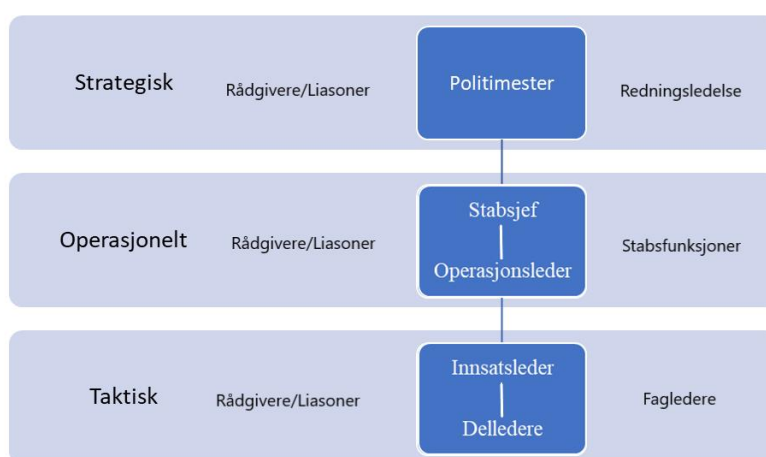 Strategisk
Rådgivere/Liasoner
Politimester
Redningsledelse
Operasjonelt
Rådgivere/Liasoner
Stabsjef
Operasjonsleder
Stabsfunksjoner
Taktisk
Rådgivere/Liasoner
Innsatsleder
Delledere
Fagledere